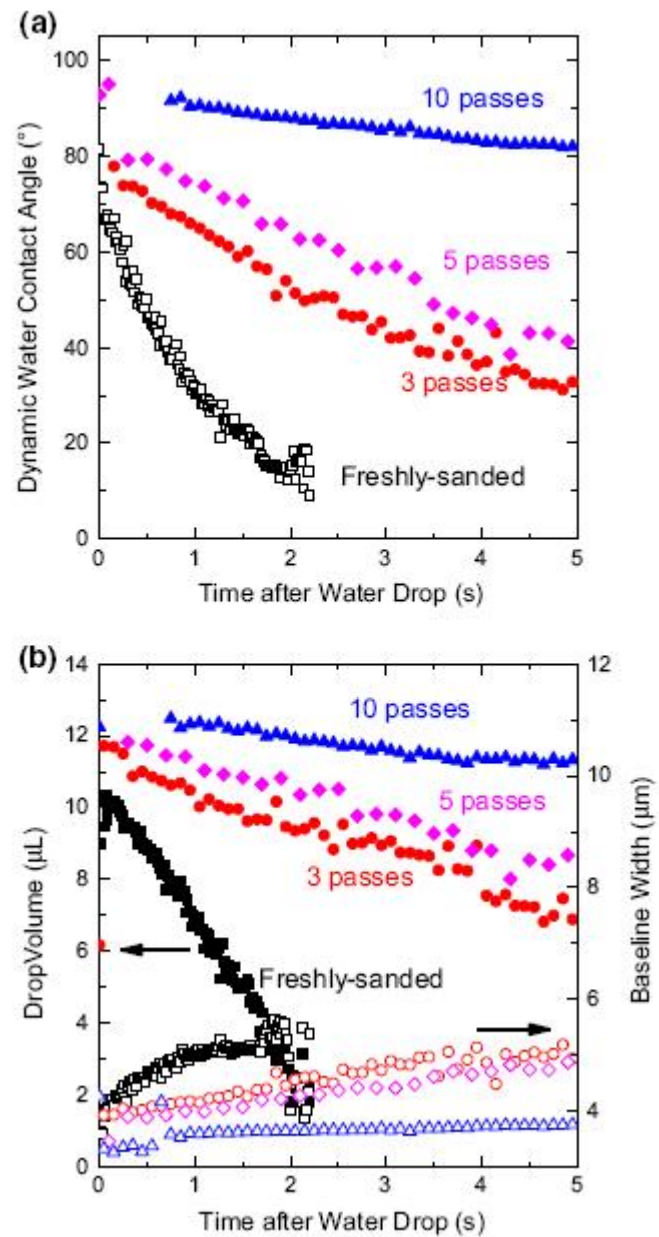 (a)
100
80
60
40
20
0
Dynamic Water Contact Angle (°)
10 passes
5 passes
3 passes
Freshly-sanded
0 1 2 3 4 5
Time after Water Drop (s)
(b)
14
12
10
8
6
4
2
0
DropVolume (μL)
12
10
8
6
4
Baseline Width (μm)
10 passes
5 passes
3 passes
Freshly-sanded
0 1 2 3 4 5
Time after Water Drop (s)